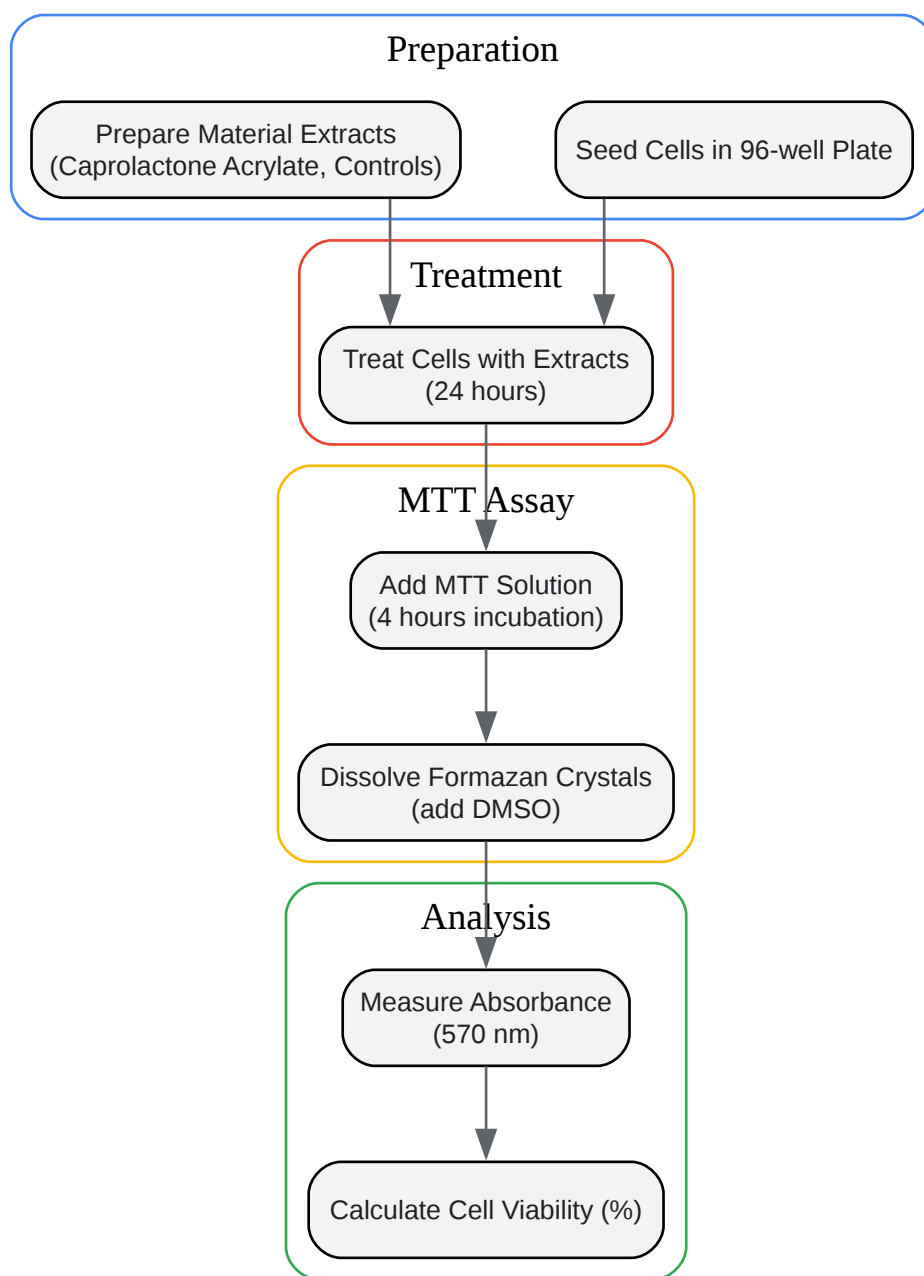 Preparation
Prepare Material Extracts
(Caprolactone Acrylate, Controls)
Seed Cells in 96-well Plate
Treatment
Treat Cells with Extracts
(24 hours)
MTT Assay
Add MTT Solution
(4 hours incubation)
Dissolve Formazan Crystals
(add DMSO)
Analysis
Measure Absorbance
(570 nm)
Calculate Cell Viability (%)